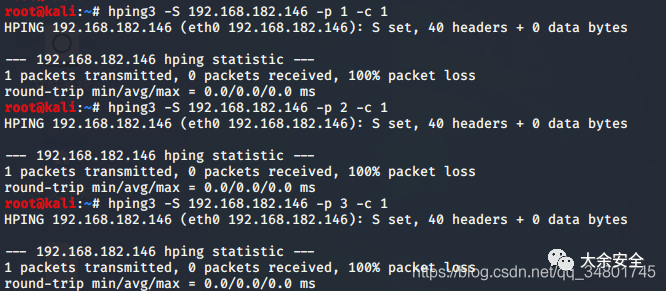 root@kali:~# hping3 -S 192.168.182.146 -p 1 -c 1
HPING 192.168.182.146 (eth0 192.168.182.146): S set, 40 headers + 0 data bytes
--- 192.168.182.146 hping statistic ---
1 packets transmitted, 0 packets received, 100% packet loss
round-trip min/avg/max = 0.0/0.0/0.0 ms
root@kali:~# hping3 -S 192.168.182.146 -p 2 -c 1
HPING 192.168.182.146 (eth0 192.168.182.146): S set, 40 headers + 0 data bytes
--- 192.168.182.146 hping statistic ---
1 packets transmitted, 0 packets received, 100% packet loss
round-trip min/avg/max = 0.0/0.0/0.0 ms
root@kali:~# hping3 -S 192.168.182.146 -p 3 -c 1
HPING 192.168.182.146 (eth0 192.168.182.146): S set, 40 headers + 0 data bytes
--- 192.168.182.146 hping statistic ---
大余安全
1 packets transmitted, 0 packets received, 100% packet loss
https://blog.csdn.net/qq_34801745
round-trip min/avg/max = 0.0/0.0/0.0 ms